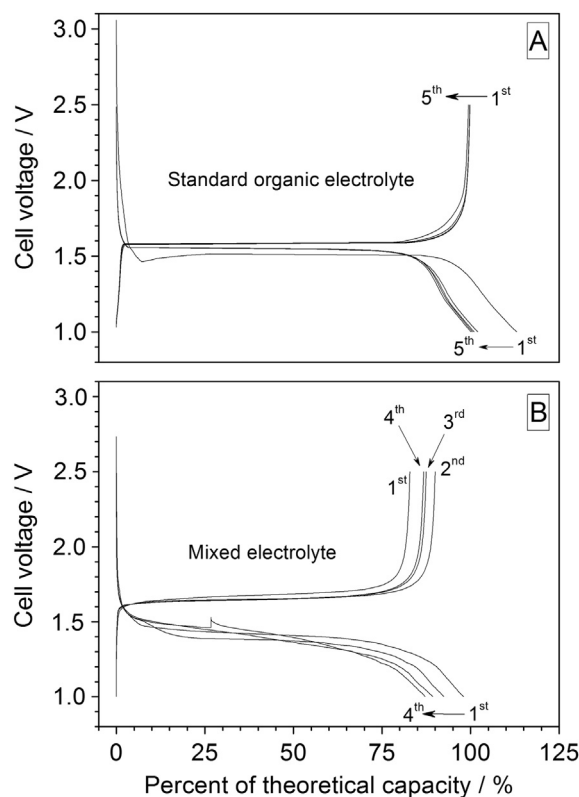 A
3.0
2.5
2.0
1.5
1.0
Cell voltage / V
5th 1st
Standard organic electrolyte
5th 1st
B
3.0
2.5
2.0
1.5
1.0
Cell voltage / V
4th 3rd
1st 2nd
Mixed electrolyte
4th 1st
0 25 50 75 100 125
Percent of theoretical capacity / %